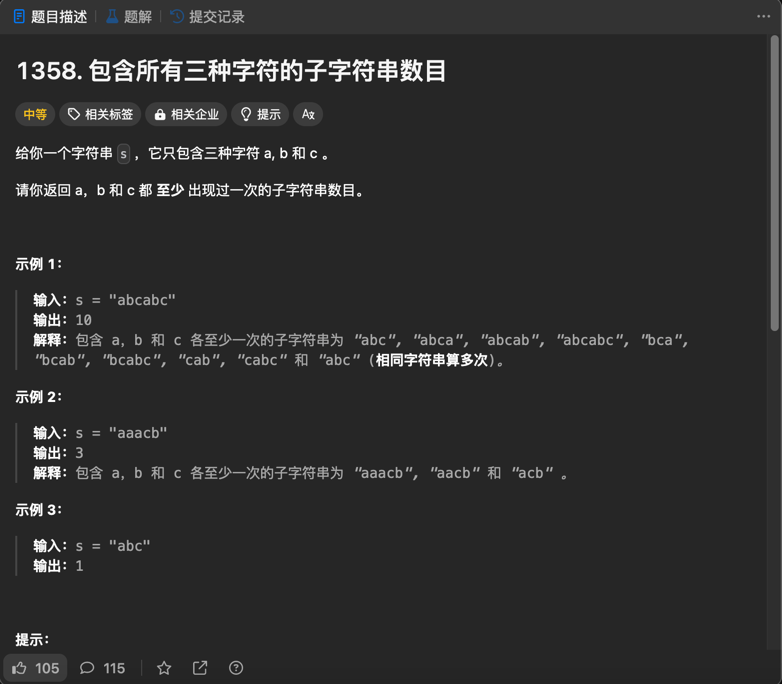 题目描述 题解 提交记录
1358. 包含所有三种字符的子字符串数目
中等 相关标签 相关企业 提示 Aあ
给你一个字符串 s ，它只包含三种字符 a, b 和 c 。
请你返回 a，b 和 c 都 至少 出现过一次的子字符串数目。
示例 1：
输入：s = "abcabc"
输出：10
解释：包含 a，b 和 c 各至少一次的子字符串为 "abc", "abca", "abcab", "abcabc", "bca",
"bcab", "bcabc", "cab", "cabc" 和 "abc" (相同字符串算多次)。
示例 2：
输入：s = "aaacb"
输出：3
解释：包含 a，b 和 c 各至少一次的子字符串为 "aaacb", "aacb" 和 "acb" 。
示例 3：
输入：s = "abc"
输出：1
提示：
105 115